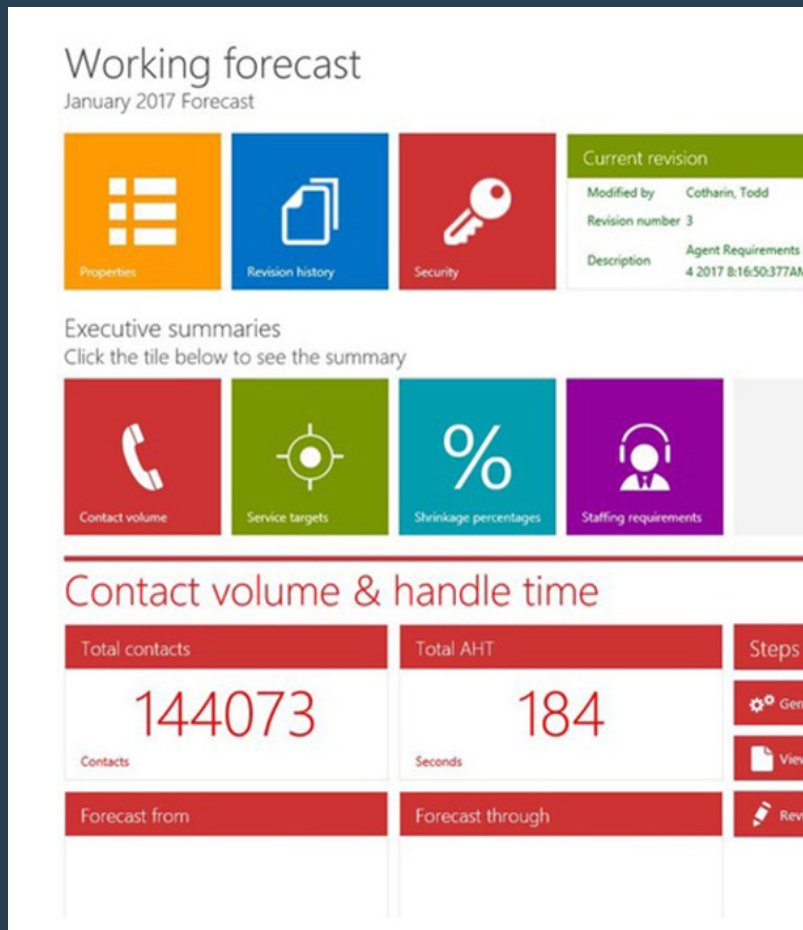 Working forecast
January 2017 Forecast
Properties
Revision history
Security
Current revision
Modified by Cotharin, Todd
Revision number 3
Description Agent Requirements
4 2017 8:16:50:377AM
Executive summaries
Click the tile below to see the summary
Contact volume
Service targets
%
Shrinkage percentages
Staffing requirements
Contact volume & handle time
Total contacts
144073
Contacts
Total AHT
184
Seconds
Steps
Gen
View
Rev
Forecast from
Forecast through